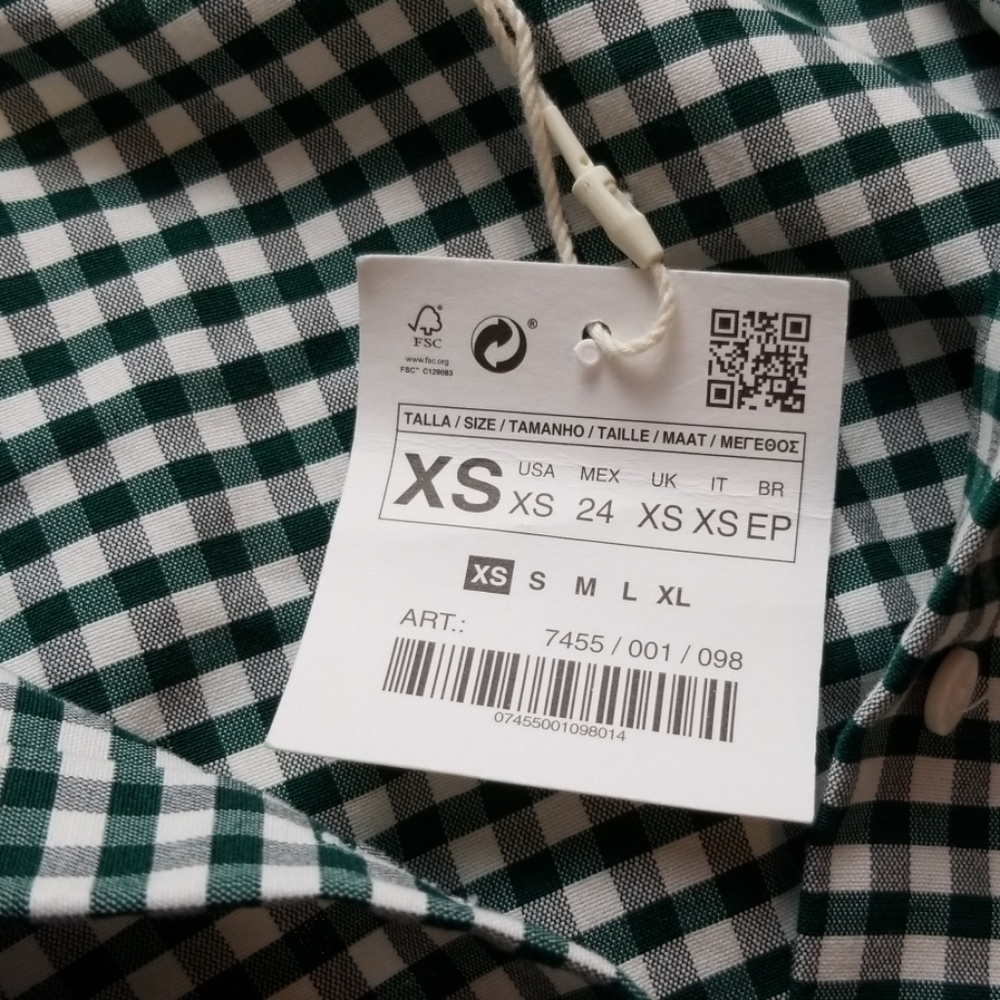 FSC
www.fsc.org
FSC™ C129083
®
TALLA / SIZE / TAMANHO / TAILLE / MAAT / ΜΕΓΕΘΟΣ
USA MEX UK IT BR
XS XS 24 XS XS EP
XS S M L XL
ART.: 7455 / 001 / 098
07455001098014